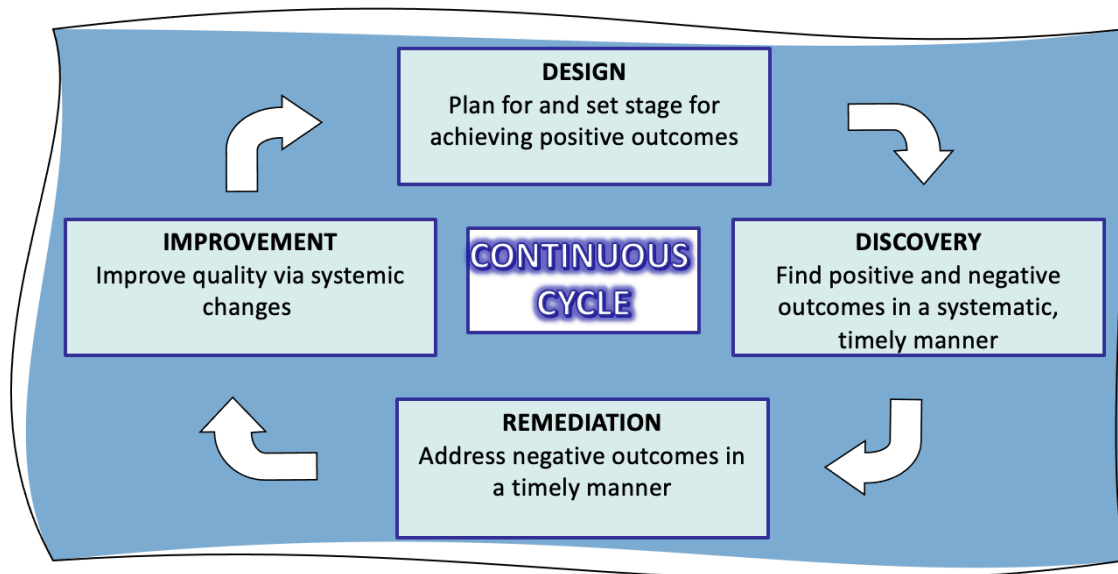 DESIGN
Plan for and set stage for
achieving positive outcomes
IMPROVEMENT
Improve quality via systemic
changes
CONTINUOUS
CYCLE
DISCOVERY
Find positive and negative
outcomes in a systematic,
timely manner
REMEDIATION
Address negative outcomes in
a timely manner